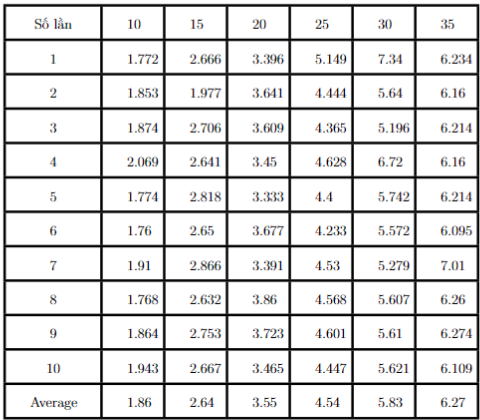 Số lần 10 15 20 25 30 35
1 1.772 2.666 3.396 5.149 7.34 6.234
2 1.853 1.977 3.641 4.444 5.64 6.16
3 1.874 2.706 3.609 4.365 5.196 6.214
4 2.069 2.641 3.45 4.628 6.72 6.16
5 1.774 2.818 3.333 4.4 5.742 6.214
6 1.76 2.65 3.677 4.233 5.572 6.095
7 1.91 2.866 3.391 4.53 5.279 7.01
8 1.768 2.632 3.86 4.568 5.607 6.26
9 1.864 2.753 3.723 4.601 5.61 6.274
10 1.943 2.667 3.465 4.447 5.621 6.109
Average 1.86 2.64 3.55 4.54 5.83 6.27